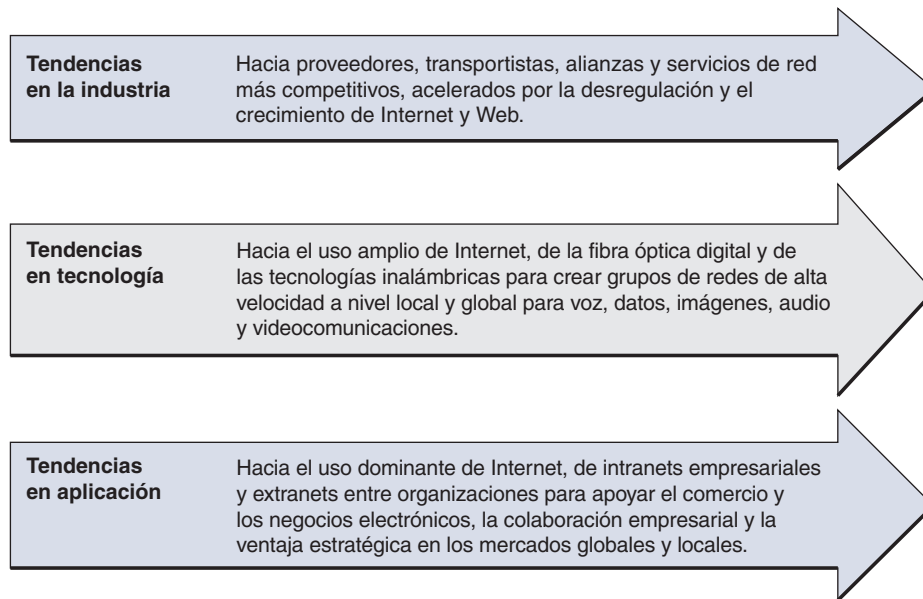 Tendencias
en la industria
Hacia proveedores, transportistas, alianzas y servicios de red
más competitivos, acelerados por la desregulación y el
crecimiento de Internet y Web.
Tendencias
en tecnología
Hacia el uso amplio de Internet, de la fibra óptica digital y de
las tecnologías inalámbricas para crear grupos de redes de alta
velocidad a nivel local y global para voz, datos, imágenes, audio
y videocomunicaciones.
Tendencias
en aplicación
Hacia el uso dominante de Internet, de intranets empresariales
y extranets entre organizaciones para apoyar el comercio y
los negocios electrónicos, la colaboración empresarial y la
ventaja estratégica en los mercados globales y locales.